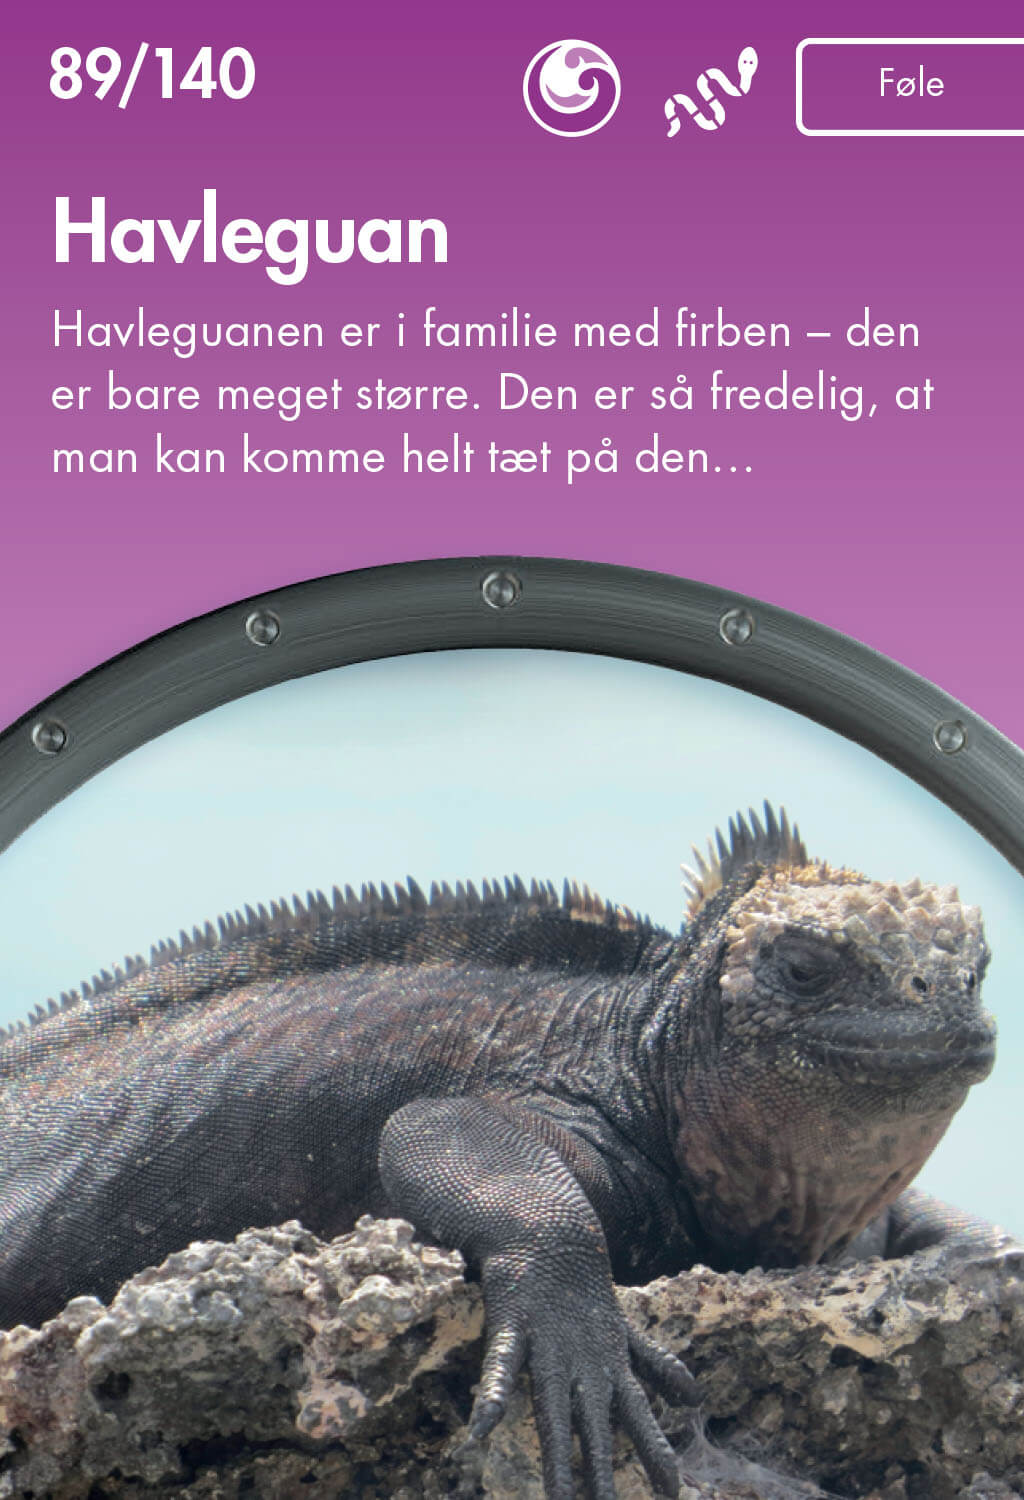 89/140
Føle
Havleguan
Havleguanen er i familie med firben – den
er bare meget større. Den er så fredelig, at
man kan komme helt tæt på den...